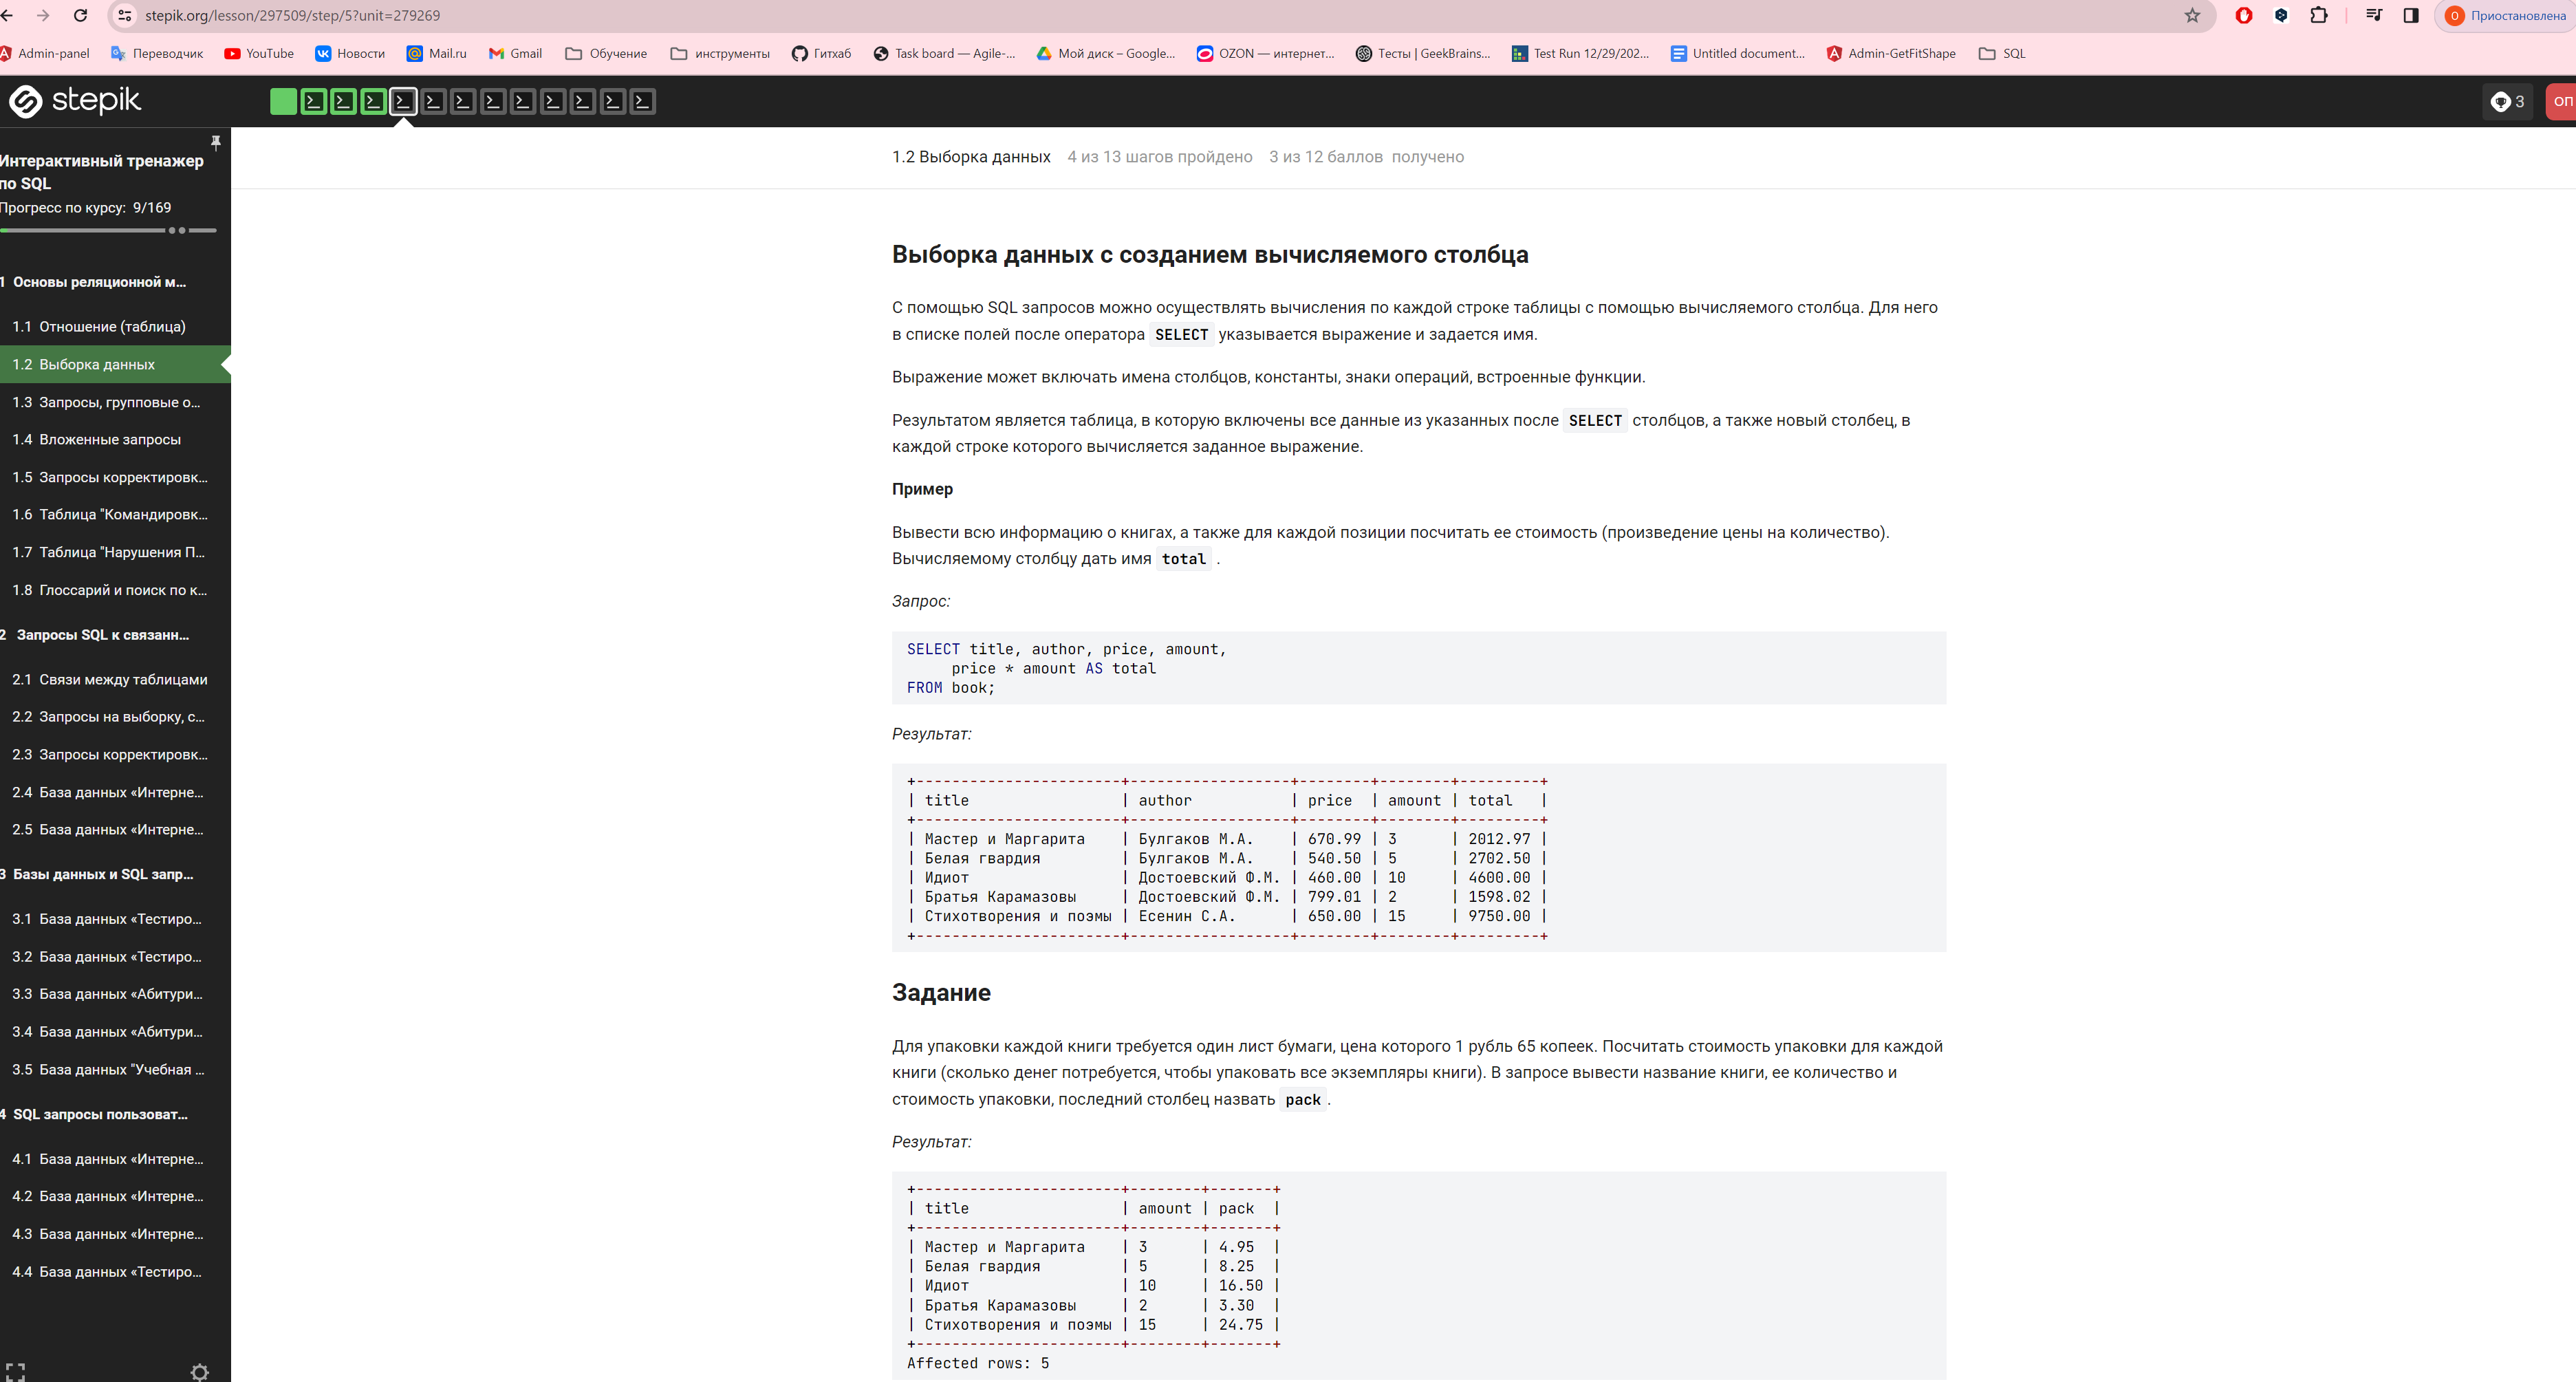 stepik.org/lesson/297509/step/5?unit=279269
О Приостановлена
Admin-panel Переводчик YouTube Новости Mail.ru Gmail Обучение инструменты Гитхаб Task board — Agile-... Мой диск – Google... OZON — интернет... Тесты | GeekBrains... Test Run 12/29/202... Untitled document... Admin-GetFitShape SQL
stepik
3
ОП
Интерактивный тренажер
по SQL
Прогресс по курсу: 9/169
1 Основы реляционной м...
1.1 Отношение (таблица)
1.2 Выборка данных
1.3 Запросы, групповые о...
1.4 Вложенные запросы
1.5 Запросы корректировк...
1.6 Таблица "Командировк...
1.7 Таблица "Нарушения П...
1.8 Глоссарий и поиск по к...
2 Запросы SQL к связанн...
2.1 Связи между таблицами
2.2 Запросы на выборку, с...
2.3 Запросы корректировк...
2.4 База данных «Интерне...
2.5 База данных «Интерне...
3 Базы данных и SQL запр...
3.1 База данных «Тестиро...
3.2 База данных «Тестиро...
3.3 База данных «Абитури...
3.4 База данных «Абитури...
3.5 База данных "Учебная ...
4 SQL запросы пользоват...
4.1 База данных «Интерне...
4.2 База данных «Интерне...
4.3 База данных «Интерне...
4.4 База данных «Тестиро...
1.2 Выборка данных 4 из 13 шагов пройдено 3 из 12 баллов получено
Выборка данных с созданием вычисляемого столбца
С помощью SQL запросов можно осуществлять вычисления по каждой строке таблицы с помощью вычисляемого столбца. Для него
в списке полей после оператора SELECT указывается выражение и задается имя.
Выражение может включать имена столбцов, константы, знаки операций, встроенные функции.
Результатом является таблица, в которую включены все данные из указанных после SELECT столбцов, а также новый столбец, в
каждой строке которого вычисляется заданное выражение.
Пример
Вывести всю информацию о книгах, а также для каждой позиции посчитать ее стоимость (произведение цены на количество).
Вычисляемому столбцу дать имя total .
Запрос:
SELECT title, author, price, amount,
     price * amount AS total
FROM book;
Результат:
+-----------------------+------------------+--------+--------+---------+
| title                 | author           | price  | amount | total   |
+-----------------------+------------------+--------+--------+---------+
| Мастер и Маргарита    | Булгаков М.А.    | 670.99 | 3      | 2012.97 |
| Белая гвардия         | Булгаков М.А.    | 540.50 | 5      | 2702.50 |
| Идиот                 | Достоевский Ф.М. | 460.00 | 10     | 4600.00 |
| Братья Карамазовы     | Достоевский Ф.М. | 799.01 | 2      | 1598.02 |
| Стихотворения и поэмы | Есенин С.А.      | 650.00 | 15     | 9750.00 |
+-----------------------+------------------+--------+--------+---------+
Задание
Для упаковки каждой книги требуется один лист бумаги, цена которого 1 рубль 65 копеек. Посчитать стоимость упаковки для каждой
книги (сколько денег потребуется, чтобы упаковать все экземпляры книги). В запросе вывести название книги, ее количество и
стоимость упаковки, последний столбец назвать pack .
Результат:
+-----------------------+--------+-------+
| title                 | amount | pack  |
+-----------------------+--------+-------+
| Мастер и Маргарита    | 3      | 4.95  |
| Белая гвардия         | 5      | 8.25  |
| Идиот                 | 10     | 16.50 |
| Братья Карамазовы     | 2      | 3.30  |
| Стихотворения и поэмы | 15     | 24.75 |
+-----------------------+--------+-------+
Affected rows: 5